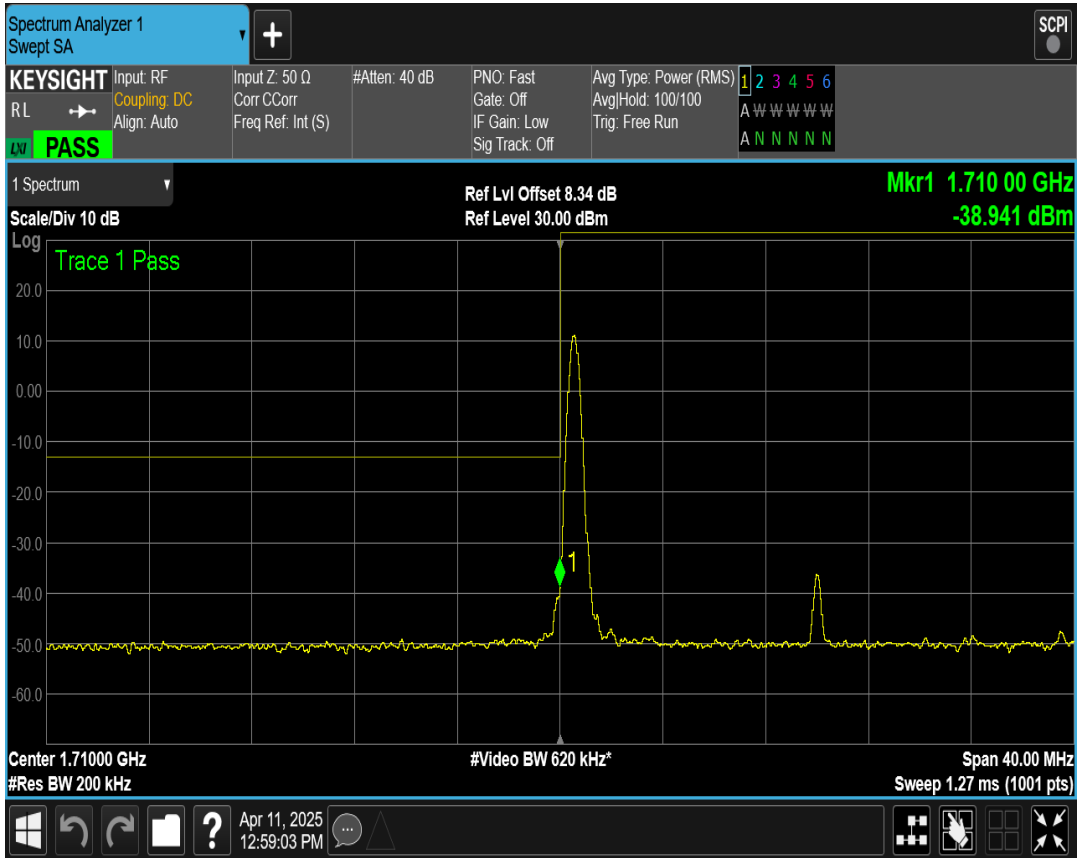 Spectrum Analyzer 1
Swept SA
+
SCPI
KEYSIGHT
R L
LXI PASS
Input: RF
Coupling: DC
Align: Auto
Input Z: 50 Ω
Corr CCorr
Freq Ref: Int (S)
#Atten: 40 dB
PNO: Fast
Gate: Off
IF Gain: Low
Sig Track: Off
Avg Type: Power (RMS)
Avg|Hold: 100/100
Trig: Free Run
1 2 3 4 5 6
A W W W W W
A N N N N N
1 Spectrum
Scale/Div 10 dB
Ref Lvl Offset 8.34 dB
Ref Level 30.00 dBm
Mkr1 1.710 00 GHz
-38.941 dBm
Log
Trace 1 Pass
20.0
10.0
0.00
-10.0
-20.0
-30.0
1
-40.0
-50.0
-60.0
Center 1.71000 GHz
#Video BW 620 kHz*
Span 40.00 MHz
#Res BW 200 kHz
Sweep 1.27 ms (1001 pts)
?
Apr 11, 2025
12:59:03 PM